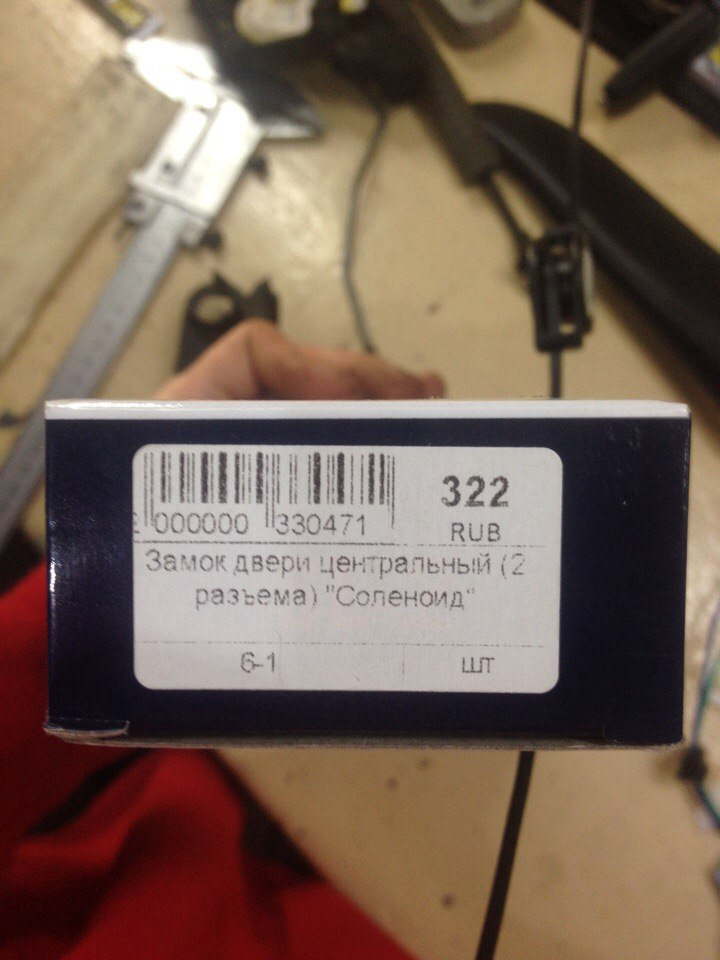 322
RUB
000000 330471
Замок двери центральный (2
разъема) "Соленоид"
6-1
шт